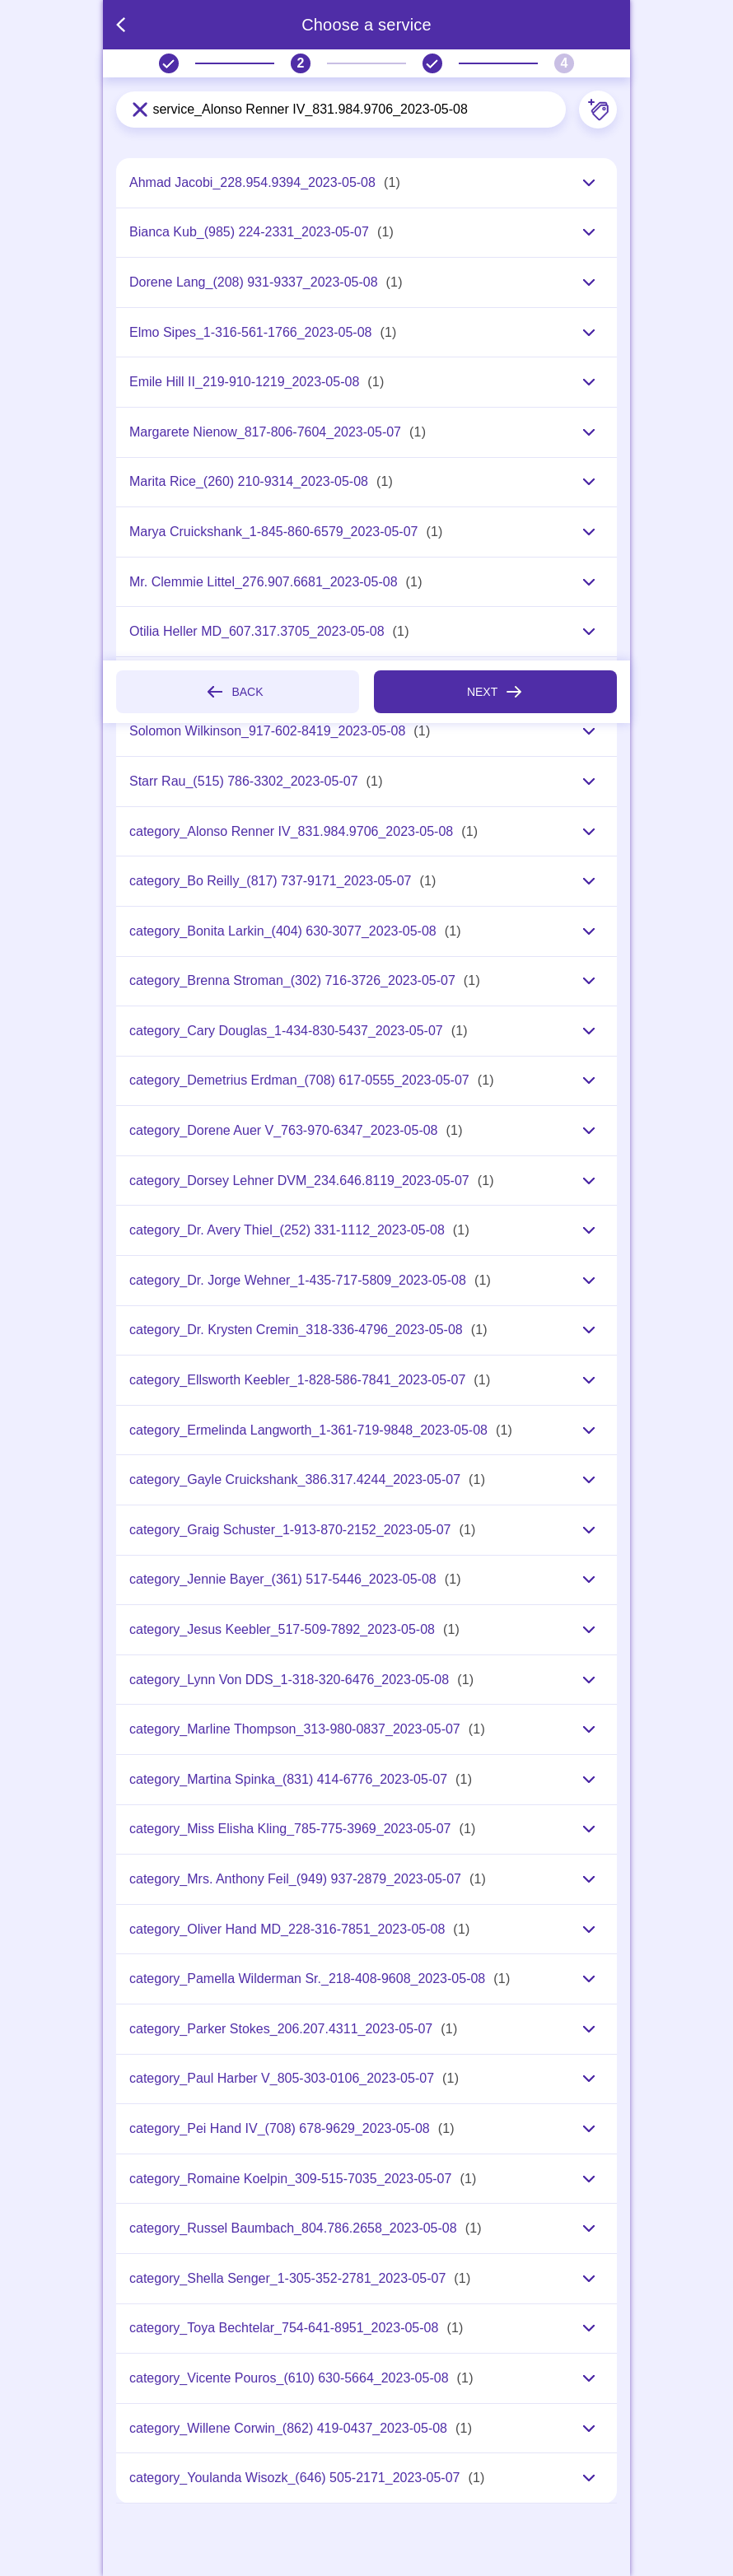 Choose a service
2
4
service_Alonso Renner IV_831.984.9706_2023-05-08
Ahmad Jacobi_228.954.9394_2023-05-08 (1)
Bianca Kub_(985) 224-2331_2023-05-07 (1)
Dorene Lang_(208) 931-9337_2023-05-08 (1)
Elmo Sipes_1-316-561-1766_2023-05-08 (1)
Emile Hill II_219-910-1219_2023-05-08 (1)
Margarete Nienow_817-806-7604_2023-05-07 (1)
Marita Rice_(260) 210-9314_2023-05-08 (1)
Marya Cruickshank_1-845-860-6579_2023-05-07 (1)
Mr. Clemmie Littel_276.907.6681_2023-05-08 (1)
Otilia Heller MD_607.317.3705_2023-05-08 (1)
BACK
NEXT
Solomon Wilkinson_917-602-8419_2023-05-08 (1)
Starr Rau_(515) 786-3302_2023-05-07 (1)
category_Alonso Renner IV_831.984.9706_2023-05-08 (1)
category_Bo Reilly_(817) 737-9171_2023-05-07 (1)
category_Bonita Larkin_(404) 630-3077_2023-05-08 (1)
category_Brenna Stroman_(302) 716-3726_2023-05-07 (1)
category_Cary Douglas_1-434-830-5437_2023-05-07 (1)
category_Demetrius Erdman_(708) 617-0555_2023-05-07 (1)
category_Dorene Auer V_763-970-6347_2023-05-08 (1)
category_Dorsey Lehner DVM_234.646.8119_2023-05-07 (1)
category_Dr. Avery Thiel_(252) 331-1112_2023-05-08 (1)
category_Dr. Jorge Wehner_1-435-717-5809_2023-05-08 (1)
category_Dr. Krysten Cremin_318-336-4796_2023-05-08 (1)
category_Ellsworth Keebler_1-828-586-7841_2023-05-07 (1)
category_Ermelinda Langworth_1-361-719-9848_2023-05-08 (1)
category_Gayle Cruickshank_386.317.4244_2023-05-07 (1)
category_Graig Schuster_1-913-870-2152_2023-05-07 (1)
category_Jennie Bayer_(361) 517-5446_2023-05-08 (1)
category_Jesus Keebler_517-509-7892_2023-05-08 (1)
category_Lynn Von DDS_1-318-320-6476_2023-05-08 (1)
category_Marline Thompson_313-980-0837_2023-05-07 (1)
category_Martina Spinka_(831) 414-6776_2023-05-07 (1)
category_Miss Elisha Kling_785-775-3969_2023-05-07 (1)
category_Mrs. Anthony Feil_(949) 937-2879_2023-05-07 (1)
category_Oliver Hand MD_228-316-7851_2023-05-08 (1)
category_Pamella Wilderman Sr._218-408-9608_2023-05-08 (1)
category_Parker Stokes_206.207.4311_2023-05-07 (1)
category_Paul Harber V_805-303-0106_2023-05-07 (1)
category_Pei Hand IV_(708) 678-9629_2023-05-08 (1)
category_Romaine Koelpin_309-515-7035_2023-05-07 (1)
category_Russel Baumbach_804.786.2658_2023-05-08 (1)
category_Shella Senger_1-305-352-2781_2023-05-07 (1)
category_Toya Bechtelar_754-641-8951_2023-05-08 (1)
category_Vicente Pouros_(610) 630-5664_2023-05-08 (1)
category_Willene Corwin_(862) 419-0437_2023-05-08 (1)
category_Youlanda Wisozk_(646) 505-2171_2023-05-07 (1)